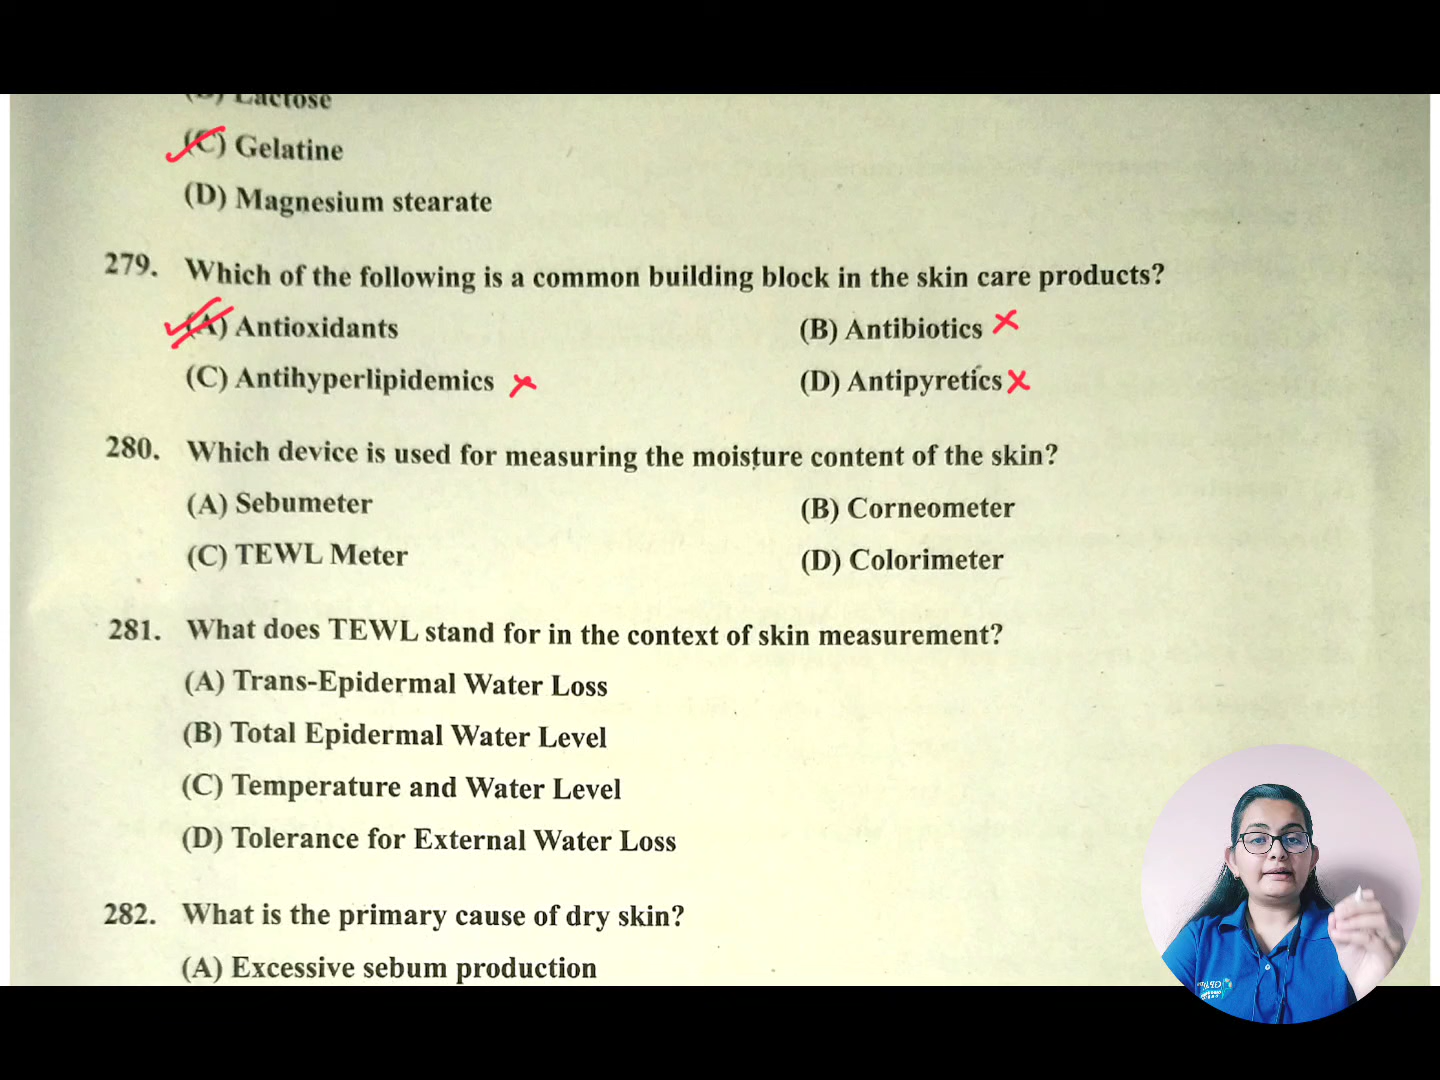 (B) Lactose
(C) Gelatine
(D) Magnesium stearate
279. Which of the following is a common building block in the skin care products?
(A) Antioxidants (B) Antibiotics
(C) Antihyperlipidemics (D) Antipyretics
280. Which device is used for measuring the moisture content of the skin?
(A) Sebumeter (B) Corneometer
(C) TEWL Meter (D) Colorimeter
281. What does TEWL stand for in the context of skin measurement?
(A) Trans-Epidermal Water Loss
(B) Total Epidermal Water Level
(C) Temperature and Water Level
(D) Tolerance for External Water Loss
282. What is the primary cause of dry skin?
(A) Excessive sebum production